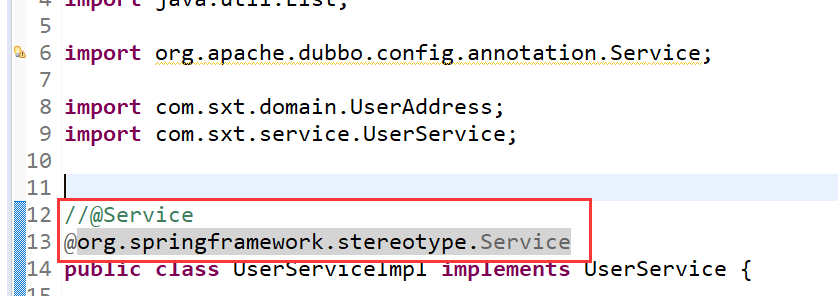 4 import java.util.List;
5
6 import org.apache.dubbo.config.annotation.Service;
7
8 import com.sxt.domain.UserAddress;
9 import com.sxt.service.UserService;
10
11
12 //@Service
13 @org.springframework.stereotype.Service
14 public class UserServiceImpl implements UserService {
15